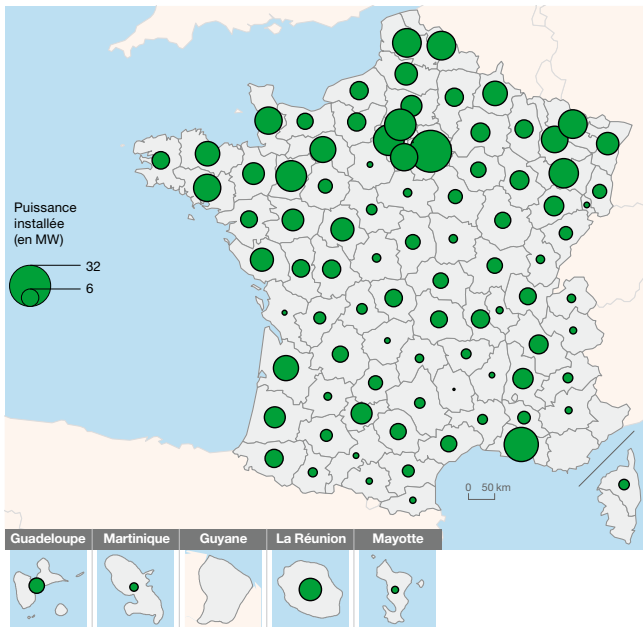 Puissance
installée
(en MW)
32
6
0 50 km
Guadeloupe Martinique Guyane La Réunion Mayotte